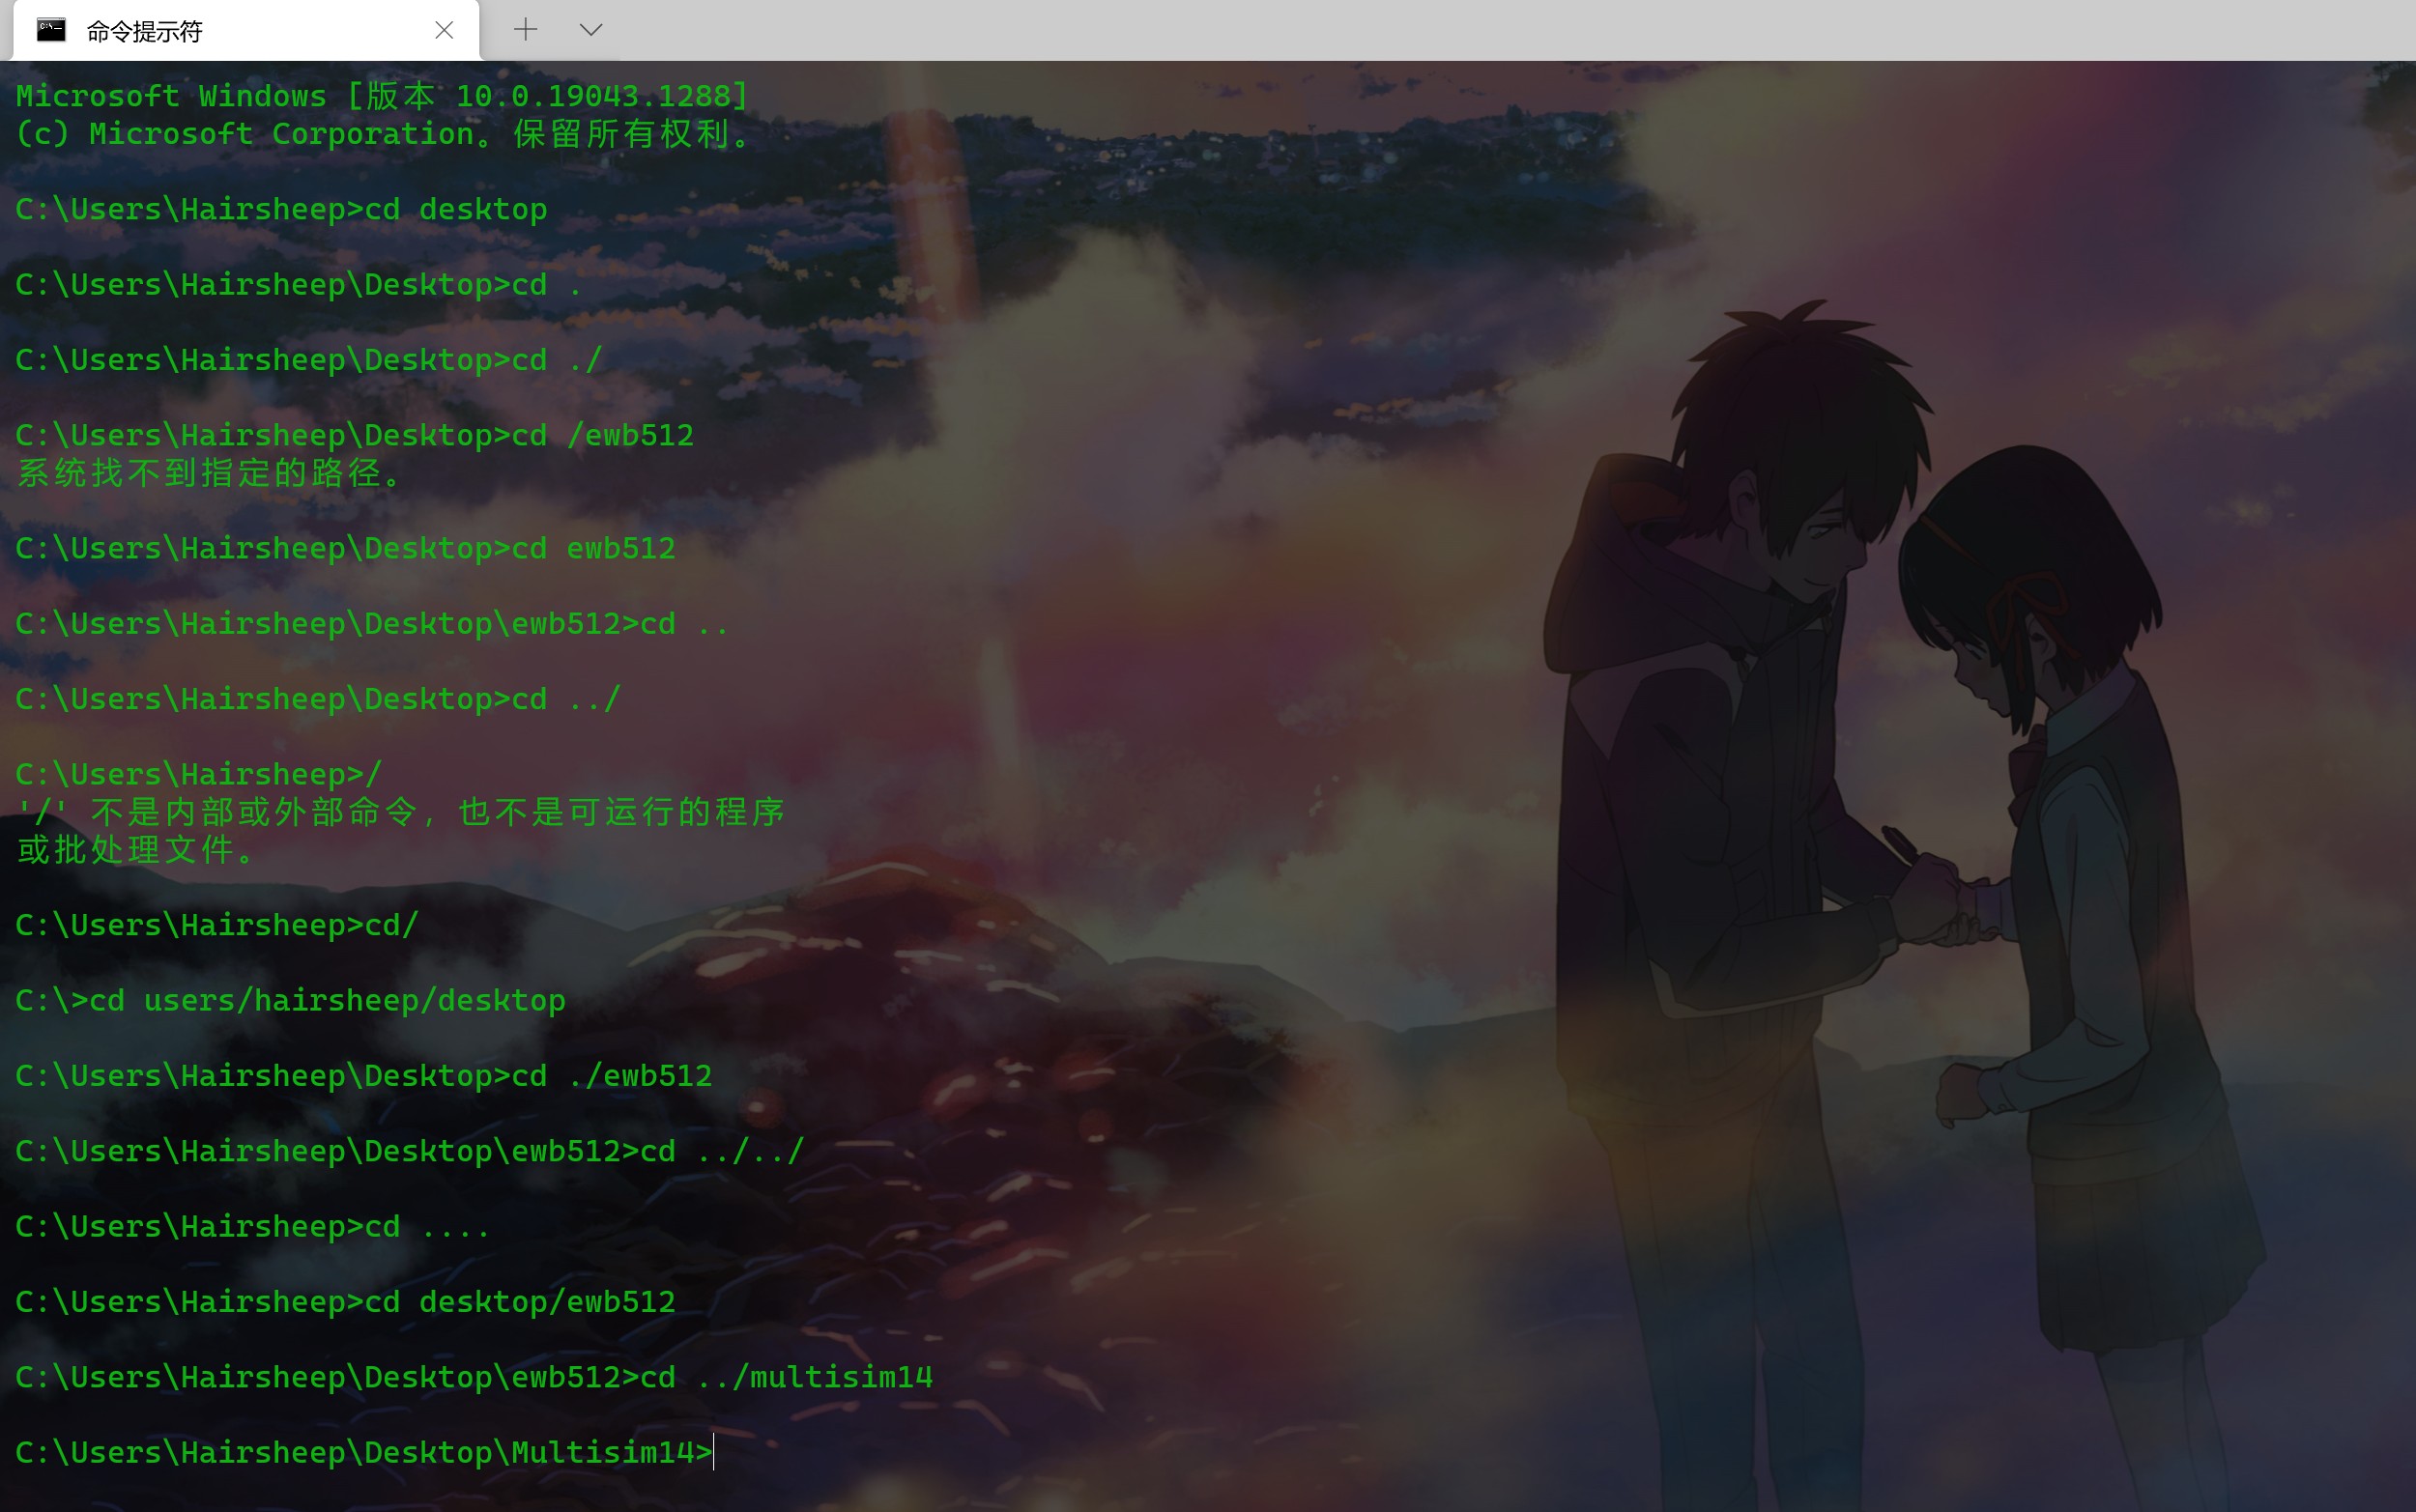 命令提示符
Microsoft Windows [版本 10.0.19043.1288]
(c) Microsoft Corporation。保留所有权利。
C:\Users\Hairsheep>cd desktop
C:\Users\Hairsheep\Desktop>cd .
C:\Users\Hairsheep\Desktop>cd ./
C:\Users\Hairsheep\Desktop>cd /ewb512
系统找不到指定的路径。
C:\Users\Hairsheep\Desktop>cd ewb512
C:\Users\Hairsheep\Desktop\ewb512>cd ..
C:\Users\Hairsheep\Desktop>cd ../
C:\Users\Hairsheep>/
'/' 不是内部或外部命令，也不是可运行的程序
或批处理文件。
C:\Users\Hairsheep>cd/
C:\>cd users/hairsheep/desktop
C:\Users\Hairsheep\Desktop>cd ./ewb512
C:\Users\Hairsheep\Desktop\ewb512>cd ../../
C:\Users\Hairsheep>cd ....
C:\Users\Hairsheep>cd desktop/ewb512
C:\Users\Hairsheep\Desktop\ewb512>cd ../multisim14
C:\Users\Hairsheep\Desktop\Multisim14>